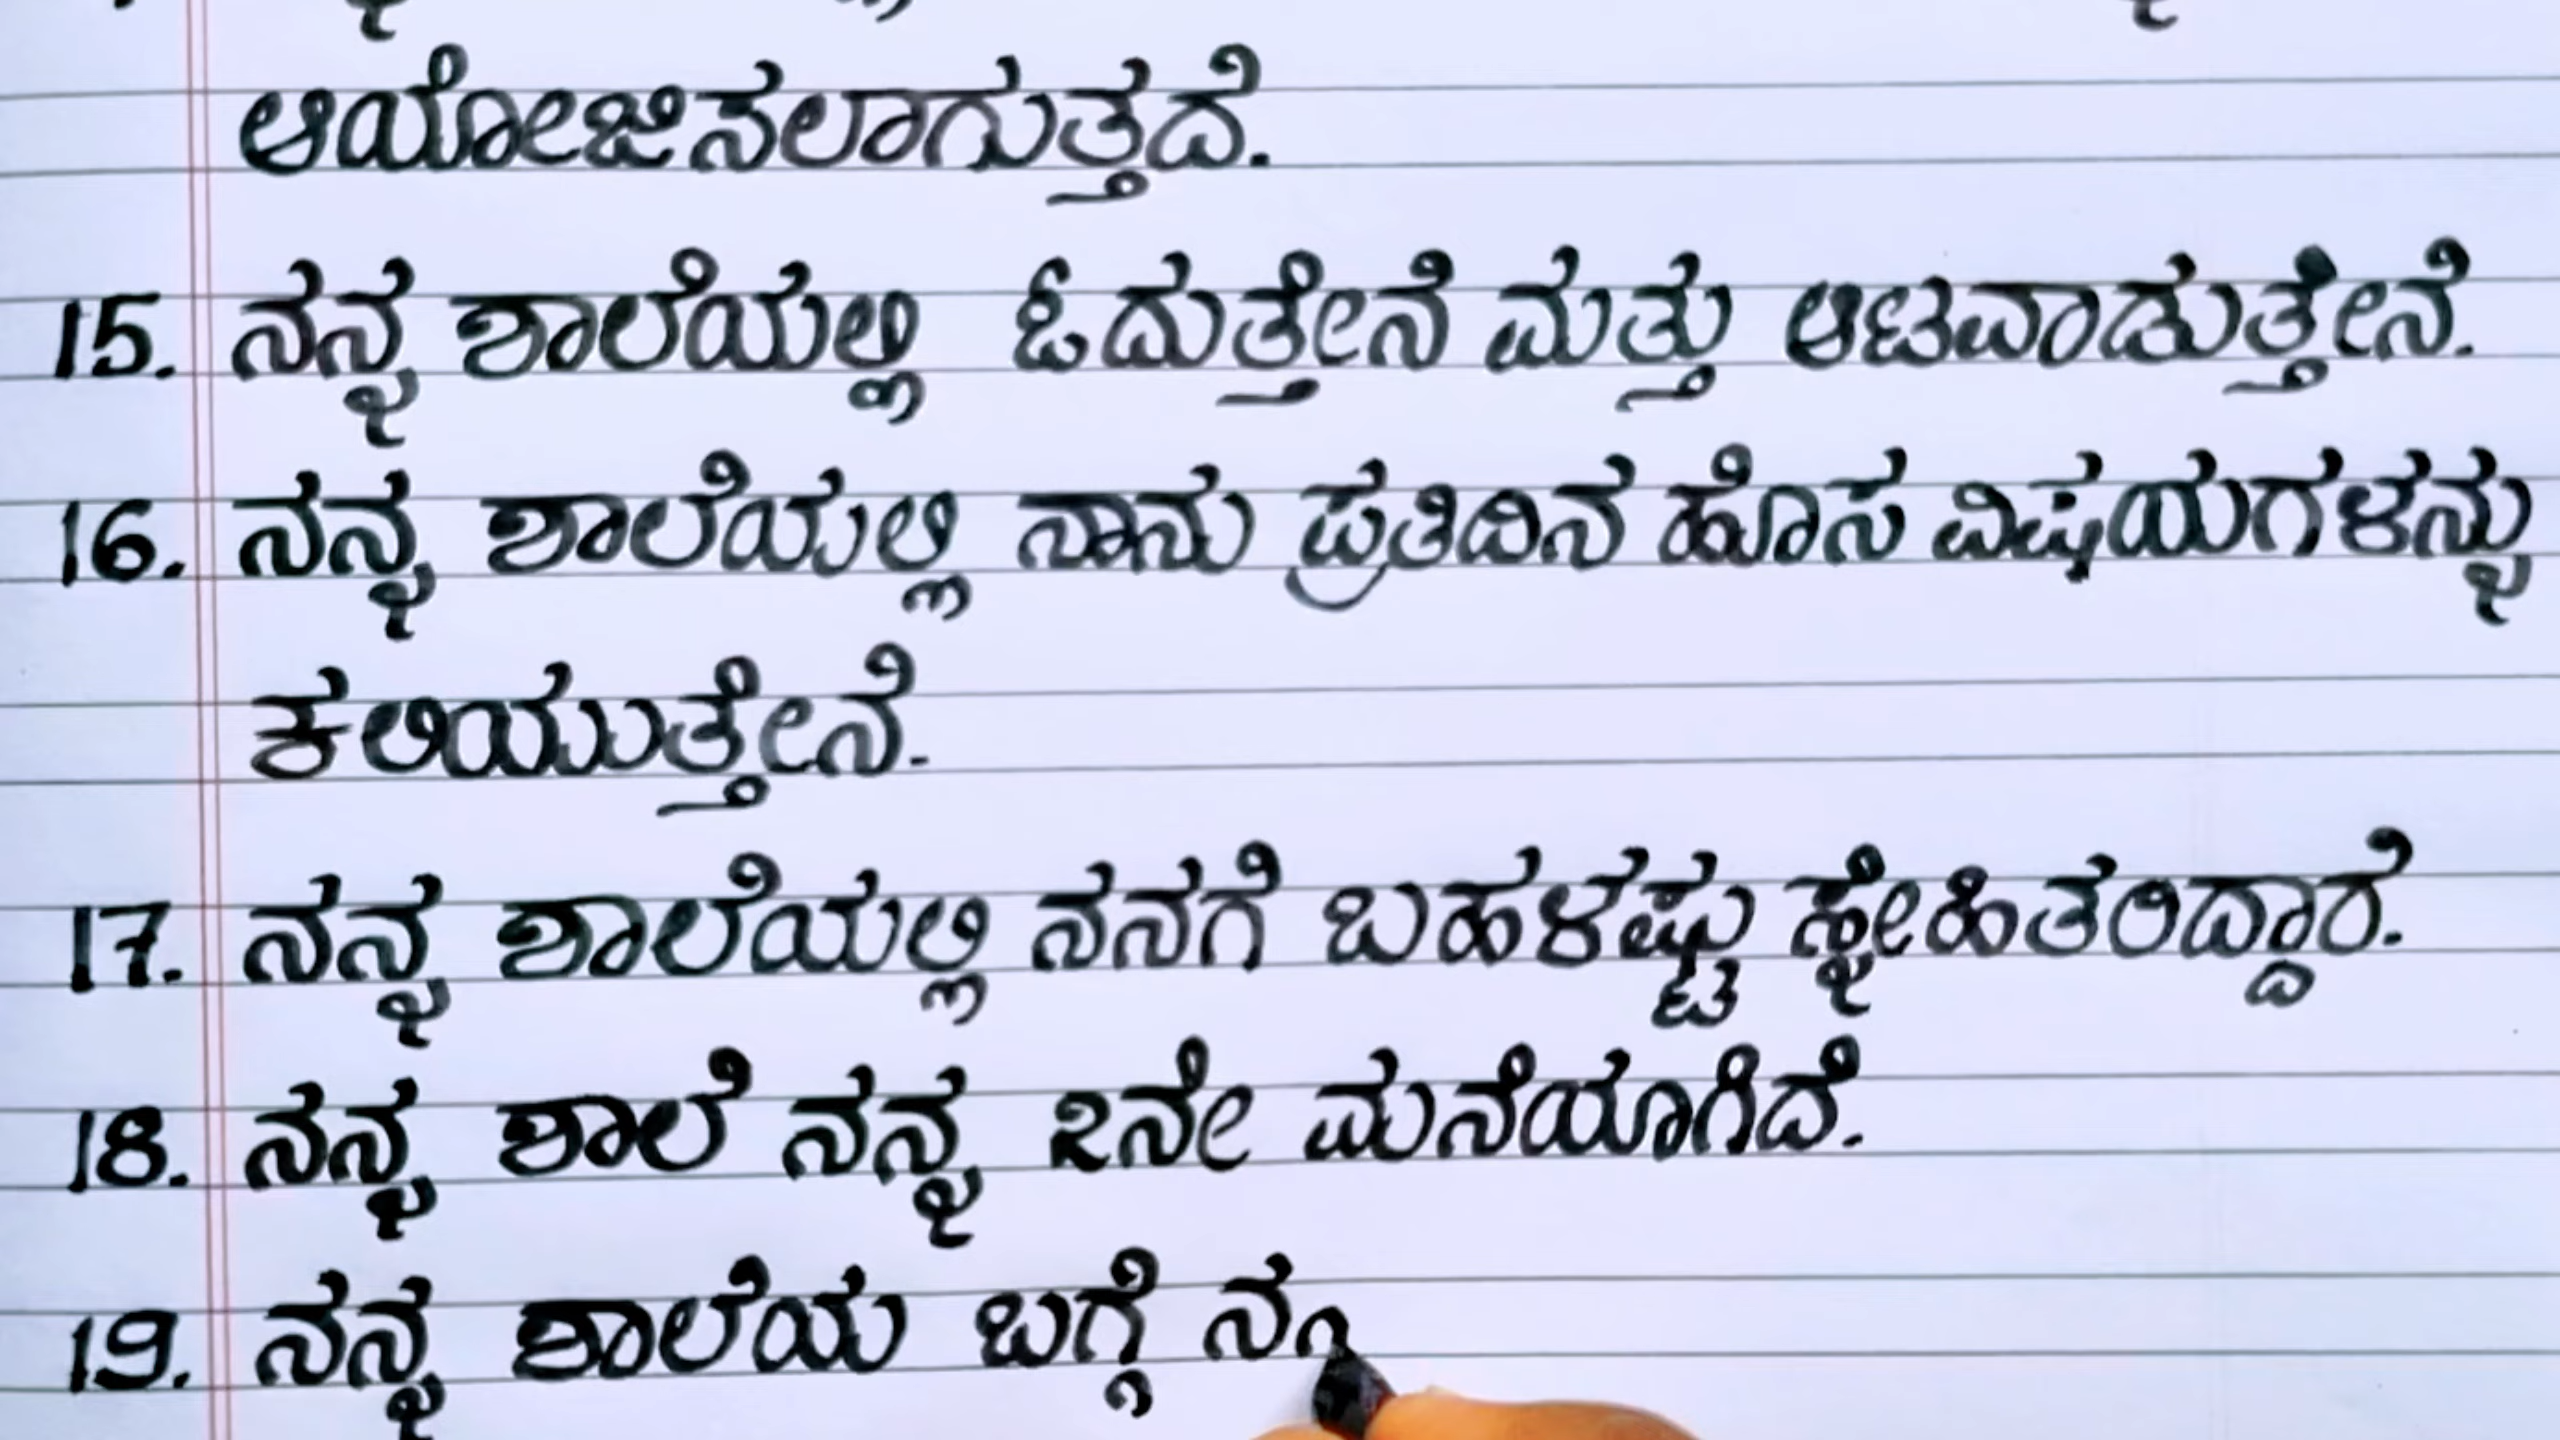 ಆಯೋಜಿಸಲಾಗುತ್ತದೆ.
15. ನನ್ನ ಶಾಲೆಯಲ್ಲಿ ಓದುತ್ತೇನೆ ಮತ್ತು ಆಟವಾಡುತ್ತೇನೆ.
16. ನನ್ನ ಶಾಲೆಯಲ್ಲಿ ನಾನು ಪ್ರತಿದಿನ ಹೊಸ ವಿಷಯಗಳನ್ನು
ಕಲಿಯುತ್ತೇನೆ.
17. ನನ್ನ ಶಾಲೆಯಲ್ಲಿ ನನಗೆ ಬಹಳಷ್ಟು ಸ್ನೇಹಿತರಿದ್ದಾರೆ.
18. ನನ್ನ ಶಾಲೆ ನನ್ನ ೭ನೇ ಮನೆಯಾಗಿದೆ.
19. ನನ್ನ ಶಾಲೆಯ ಬಗ್ಗೆ